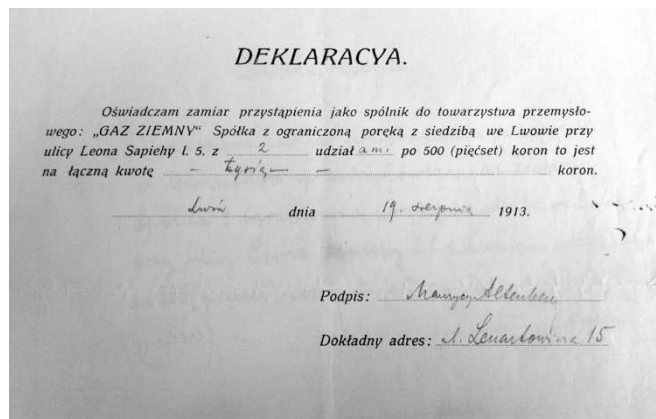 DEKLARACYA.
Oświadczam zamiar przystąpienia jako spólnik do towarzystwa przemysło-
wego: „GAZ ZIEMNY" Spółka z ograniczoną poręką z siedzibą we Lwowie przy
ulicy Leona Sapiehy l. 5. z 2 udziałami po 500 (pięćset) koron to jest
na łączną kwotę - tysiąc - koron.
Lwów dnia 19. sierpnia 1913.
Podpis: Maurycy Altenberg
Dokładny adres: ul. Lenartowicza 15